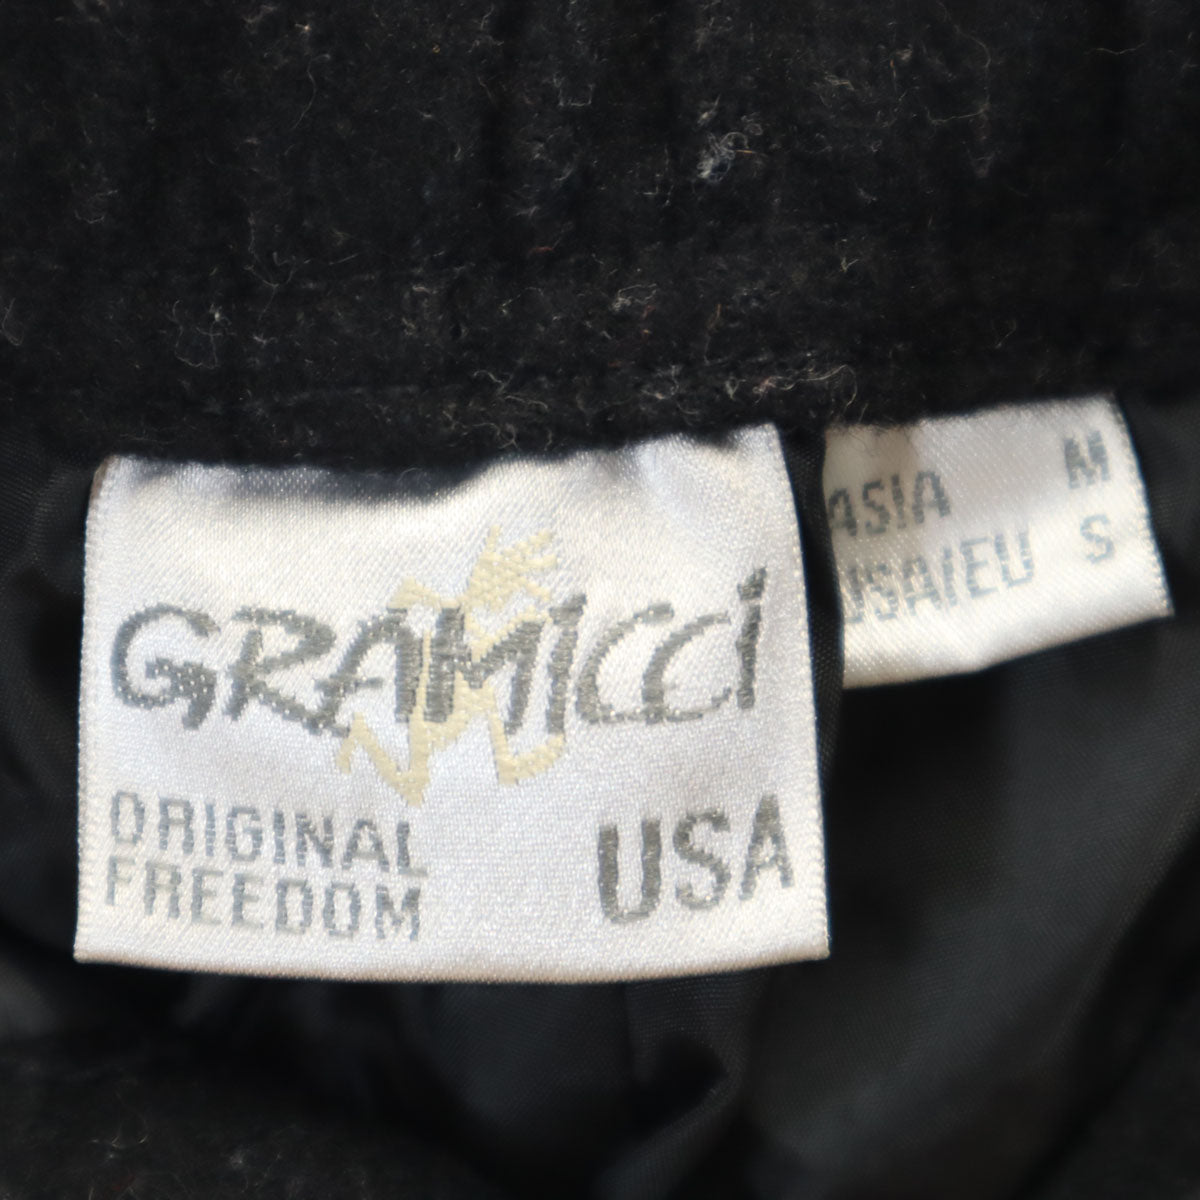 GRAMICCI
ORIGINAL
FREEDOM
USA
ASIA M
USA/EU S